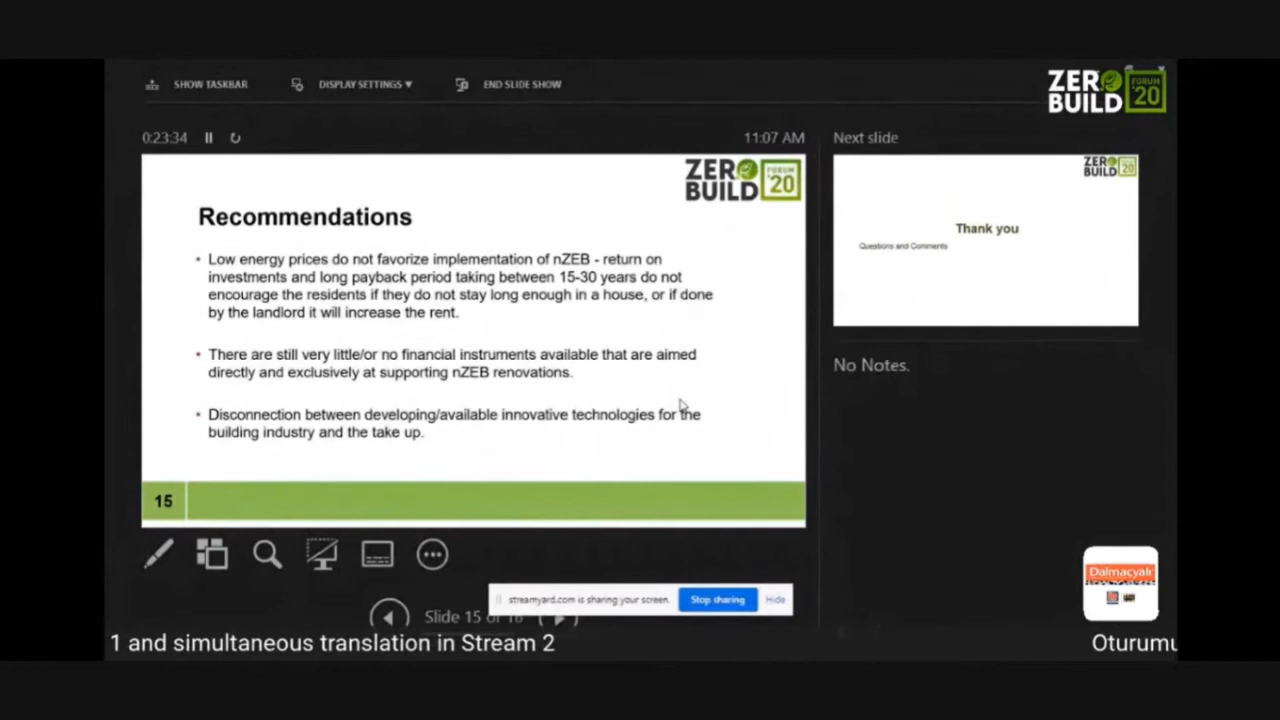 SHOW TASKBAR
DISPLAY SETTINGS
END SLIDE SHOW
ZERO BUILD FORUM '20
0:23:34
11:07 AM
Next slide
ZERO BUILD FORUM '20
Recommendations
• Low energy prices do not favorize implementation of nZEB - return on
investments and long payback period taking between 15-30 years do not
encourage the residents if they do not stay long enough in a house, or if done
by the landlord it will increase the rent.
• There are still very little/or no financial instruments available that are aimed
directly and exclusively at supporting nZEB renovations.
• Disconnection between developing/available innovative technologies for the
building industry and the take up.
15
ZERO BUILD '20
Thank you
Questions and Comments
No Notes.
Dalmaçyalı
streamyard.com is sharing your screen.
Stop sharing
Hide
Slide 15 of 16
1 and simultaneous translation in Stream 2
Oturumu